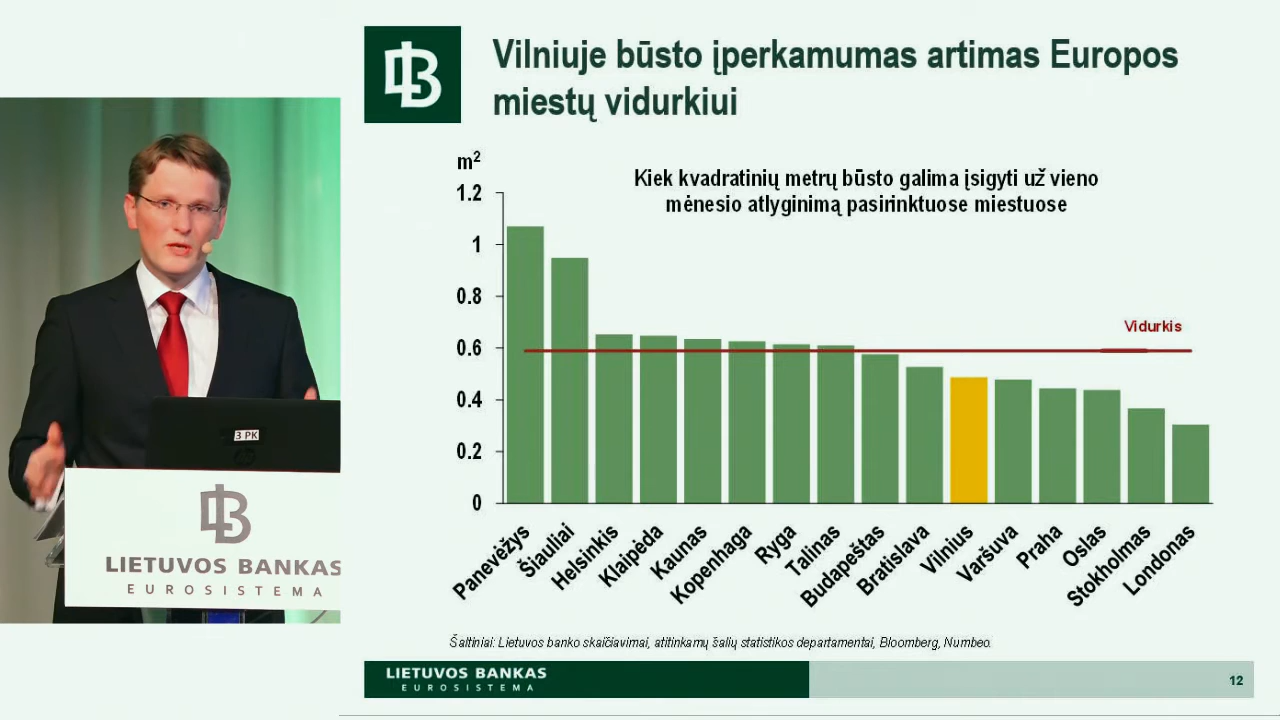 Vilniuje būsto įperkamumas artimas Europos
miestų vidurkiui
m²
Kiek kvadratinių metrų būsto galima įsigyti už vieno
mėnesio atlyginimą pasirinktuose miestuose
1.2
1
0.8
0.6
0.4
0.2
0
Vidurkis
Panevėžys
Šiauliai
Helsinkis
Klaipėda
Kaunas
Kopenhaga
Ryga
Talinas
Budapeštas
Bratislava
Vilnius
Varšuva
Praha
Oslas
Stokholmas
Londonas
Šaltiniai: Lietuvos banko skaičiavimai, atitinkamų šalių statistikos departamentai, Bloomberg, Numbeo.
LIETUVOS BANKAS
EUROSISTEMA
12
3 PK
LIETUVOS BANKAS
EUROSISTEMA